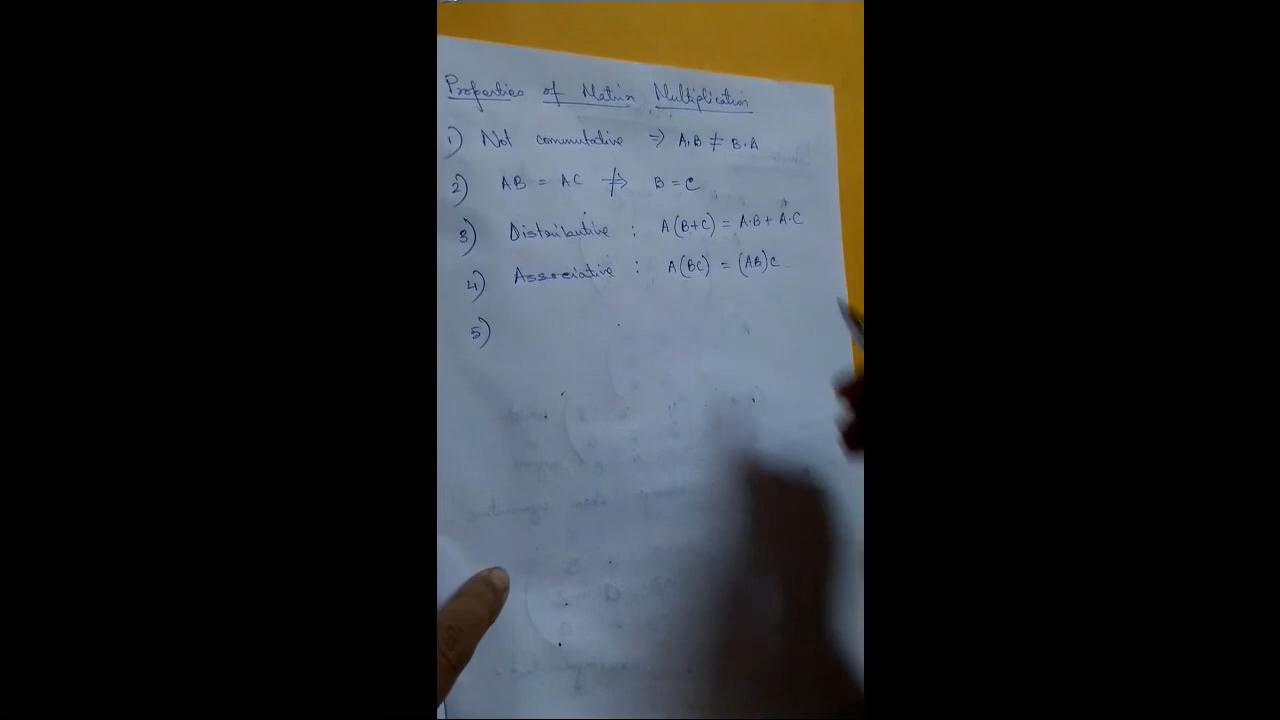 Properties of Matrix Multiplication
1) Not commutative => A.B ≠ B.A
2) AB = AC ⇏ B = C
3) Distributive : A(B+C) = A.B + A.C
4) Associative : A(BC) = (AB)C
5)